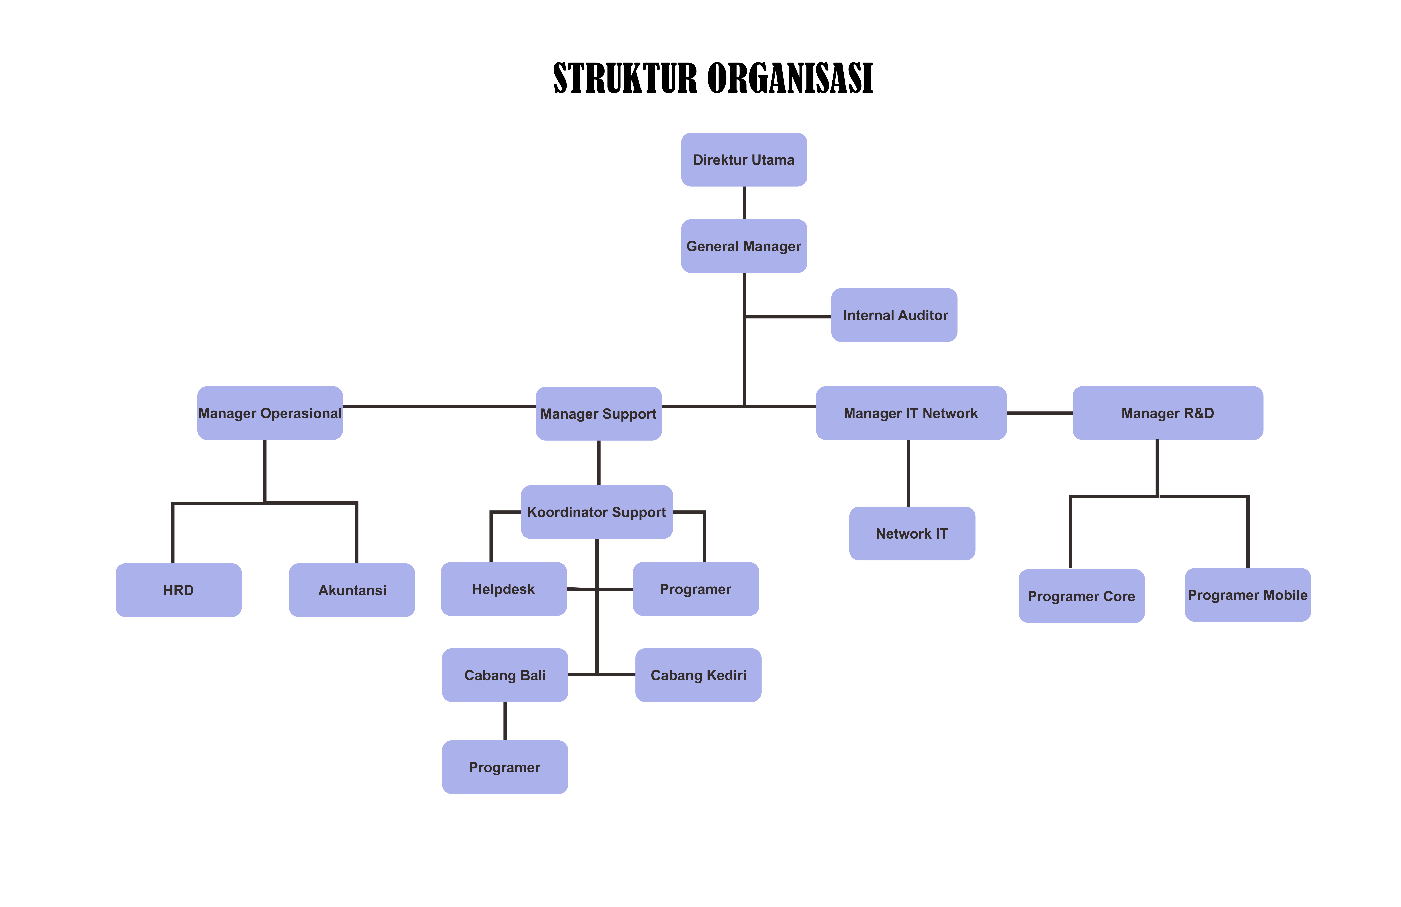 STRUKTUR ORGANISASI
Direktur Utama
General Manager
Internal Auditor
Manager Operasional
Manager Support
Manager IT Network
Manager R&D
Koordinator Support
Network IT
HRD
Akuntansi
Helpdesk
Programer
Programer Core
Programer Mobile
Cabang Bali
Cabang Kediri
Programer